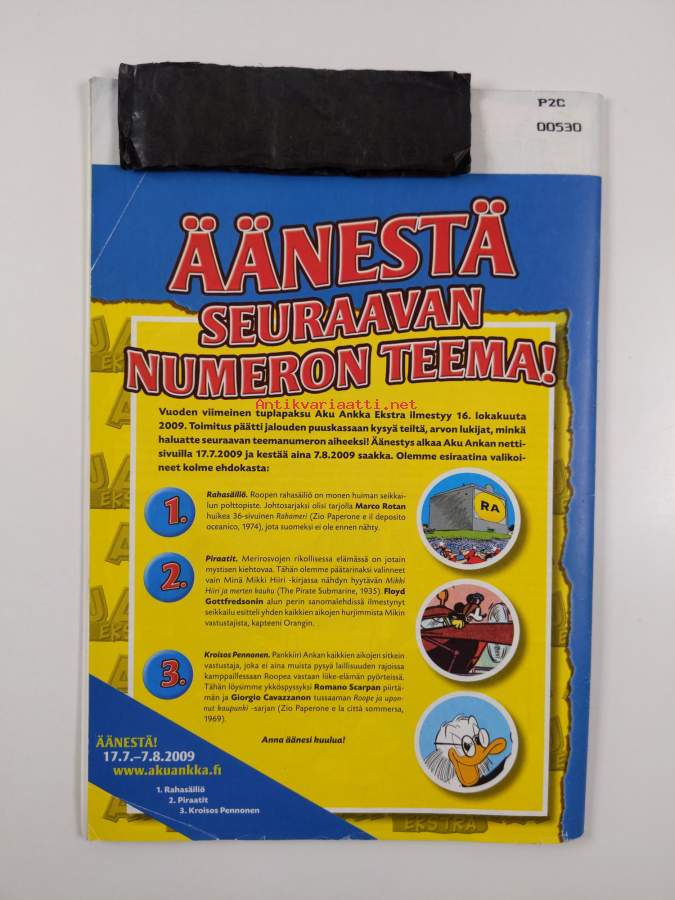 P2C
00530
ÄÄNESTÄ
SEURAAVAN
NUMERON TEEMA!
Antikvariaatti.net
Vuoden viimeinen tuplapaksu Aku Ankka Ekstra ilmestyy 16. lokakuuta
2009. Toimitus päätti jalouden puuskassaan kysyä teiltä, arvon lukijat, minkä
haluatte seuraavan teemanumeron aiheeksi! Äänestys alkaa Aku Ankan netti-
sivuilla 17.7.2009 ja kestää aina 7.8.2009 saakka. Olemme esiraatina valikoi-
neet kolme ehdokasta:
1.
Rahasäiliö. Roopen rahasäiliö on monen huiman seikkai-
lun polttopiste. Johtosarjaksi olisi tarjolla Marco Rotan
huikea 36-sivuinen Rahameri (Zio Paperone e il deposito
oceanico, 1974), jota suomeksi ei ole ennen nähty.
RA
2.
Piraatit. Merirosvojen rikollisessa elämässä on jotain
mystisen kiehtovaa. Tähän olemme päätarinaksi valinneet
vain Minä Mikki Hiiri -kirjassa nähdyn hyytävän Mikki
Hiiri ja merten kauhu (The Pirate Submarine, 1935). Floyd
Gottfredsonin alun perin sanomalehdissä ilmestynyt
seikkailu esitteli yhden kaikkien aikojen hurjimmista Mikin
vastustajista, kapteeni Orangin.
3.
Kroisos Pennonen. Pankkiiri Ankan kaikkien aikojen sitkein
vastustaja, joka ei aina muista pysyä laillisuuden rajoissa
kamppaillessaan Roopea vastaan liike-elämän pyörteissä.
Tähän löysimme ykköspyssyksi Romano Scarpan piirtä-
män ja Giorgio Cavazzanon tussaaman Roope ja upon-
nut kaupunki -sarjan (Zio Paperone e la città sommersa,
1969).
Anna äänesi kuulua!
ÄÄNESTÄ!
17.7.–7.8.2009
www.akuankka.fi
1. Rahasäiliö
2. Piraatit
3. Kroisos Pennonen
EKSTRA